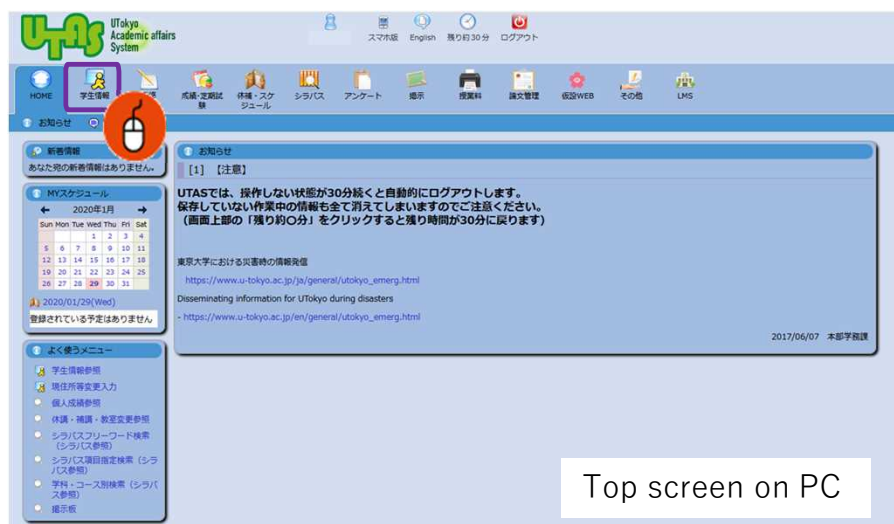 UTAS
UTokyo
Academic affairs
System
スマホ版 English 残り約30分 ログアウト
HOME 学生情報 成績・定期試験 休補・スケジュール シラバス アンケート 掲示 授業料 論文管理 仮設WEB その他 LMS
お知らせ
新着情報
あなた宛の新着情報はありません。
MYスケジュール
← 2020年1月 →
Sun Mon Tue Wed Thu Fri Sat
1 2 3 4
5 6 7 8 9 10 11
12 13 14 15 16 17 18
19 20 21 22 23 24 25
26 27 28 29 30 31
2020/01/29(Wed)
登録されている予定はありません
よく使うメニュー
学生情報参照
現住所等変更入力
個人成績参照
休講・補講・教室変更参照
シラバスフリーワード検索
(シラバス参照)
シラバス項目指定検索（シラ
バス参照)
学科・コース別検索（シラバ
ス参照)
掲示板
お知らせ
[1] 【注意】
UTASでは、操作しない状態が30分続くと自動的にログアウトします。
保存していない作業中の情報も全て消えてしまいますのでご注意ください。
(画面上部の「残り約○分」をクリックすると残り時間が30分に戻ります)
東京大学における災害時の情報発信
https://www.u-tokyo.ac.jp/ja/general/utokyo_emerg.html
Disseminating information for UTokyo during disasters
- https://www.u-tokyo.ac.jp/en/general/utokyo_emerg.html
2017/06/07 本部学務課
Top screen on PC